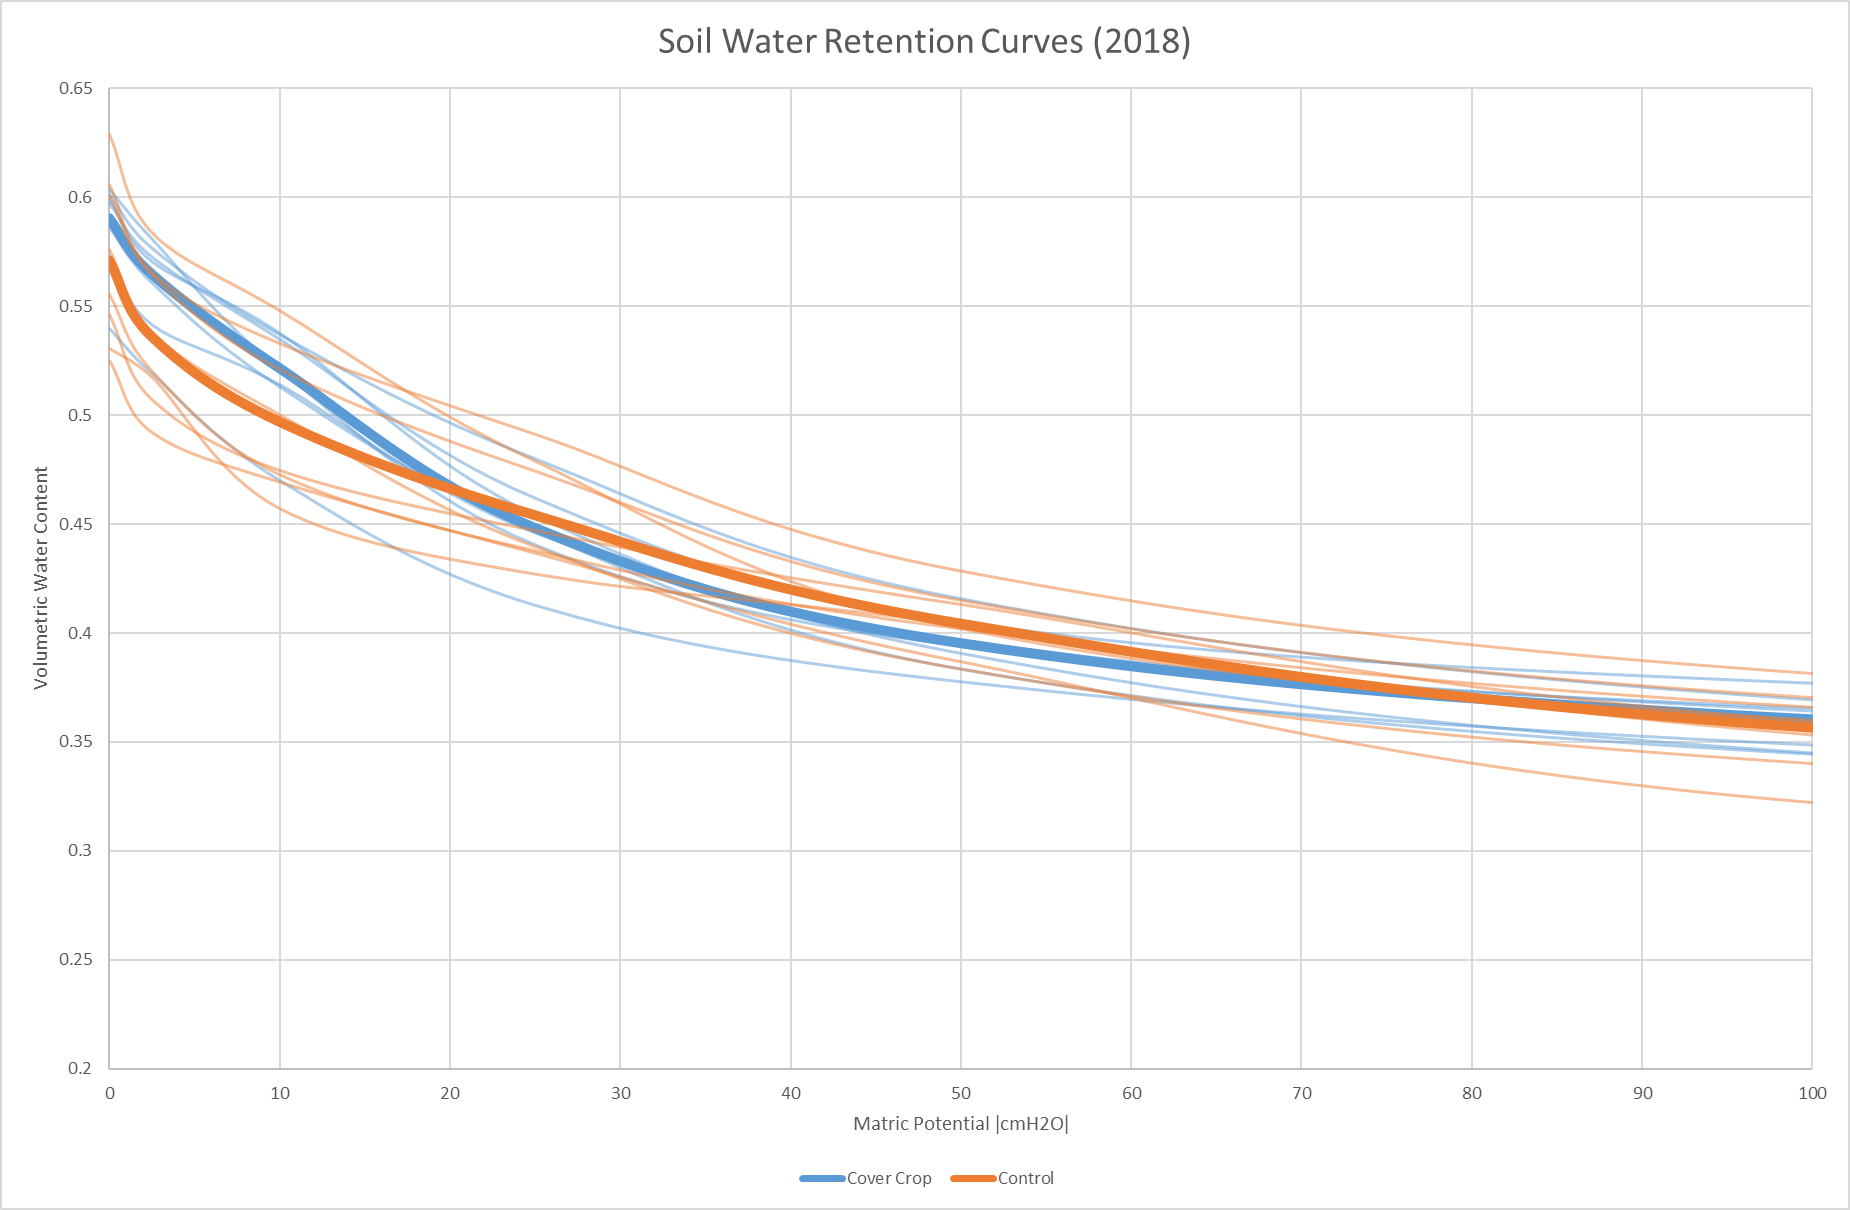 Soil Water Retention Curves (2018)
0.65
0.6
0.55
0.5
0.45
0.4
0.35
0.3
0.25
0.2
Volumetric Water Content
0 10 20 30 40 50 60 70 80 90 100
Matric Potential |cmH2O|
Cover Crop Control